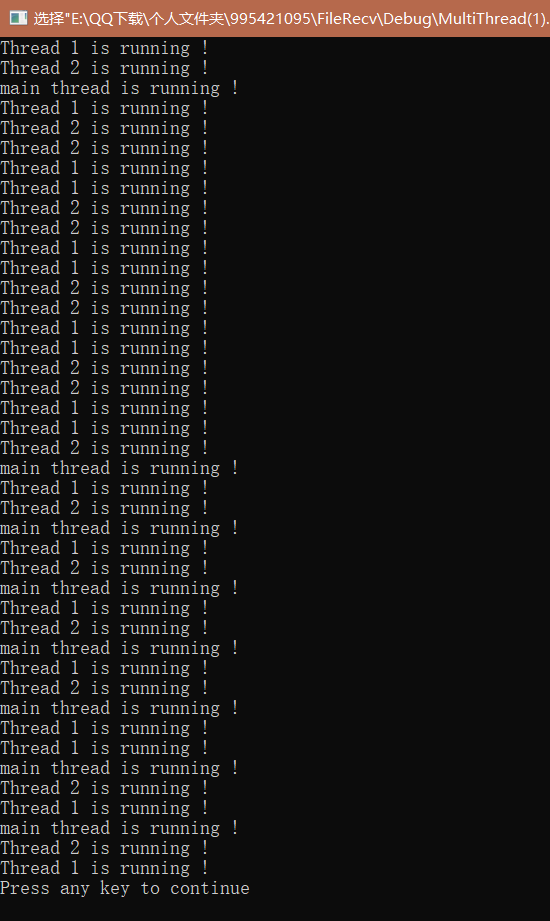 选择"E:\QQ下载\个人文件夹\995421095\FileRecv\Debug\MultiThread(1).
Thread 1 is running !
Thread 2 is running !
main thread is running !
Thread 1 is running !
Thread 2 is running !
Thread 2 is running !
Thread 1 is running !
Thread 1 is running !
Thread 2 is running !
Thread 2 is running !
Thread 1 is running !
Thread 1 is running !
Thread 2 is running !
Thread 2 is running !
Thread 1 is running !
Thread 1 is running !
Thread 2 is running !
Thread 2 is running !
Thread 1 is running !
Thread 1 is running !
Thread 2 is running !
main thread is running !
Thread 1 is running !
Thread 2 is running !
main thread is running !
Thread 1 is running !
Thread 2 is running !
main thread is running !
Thread 1 is running !
Thread 2 is running !
main thread is running !
Thread 1 is running !
Thread 2 is running !
main thread is running !
Thread 1 is running !
Thread 1 is running !
main thread is running !
Thread 2 is running !
Thread 1 is running !
main thread is running !
Thread 2 is running !
Thread 1 is running !
Press any key to continue